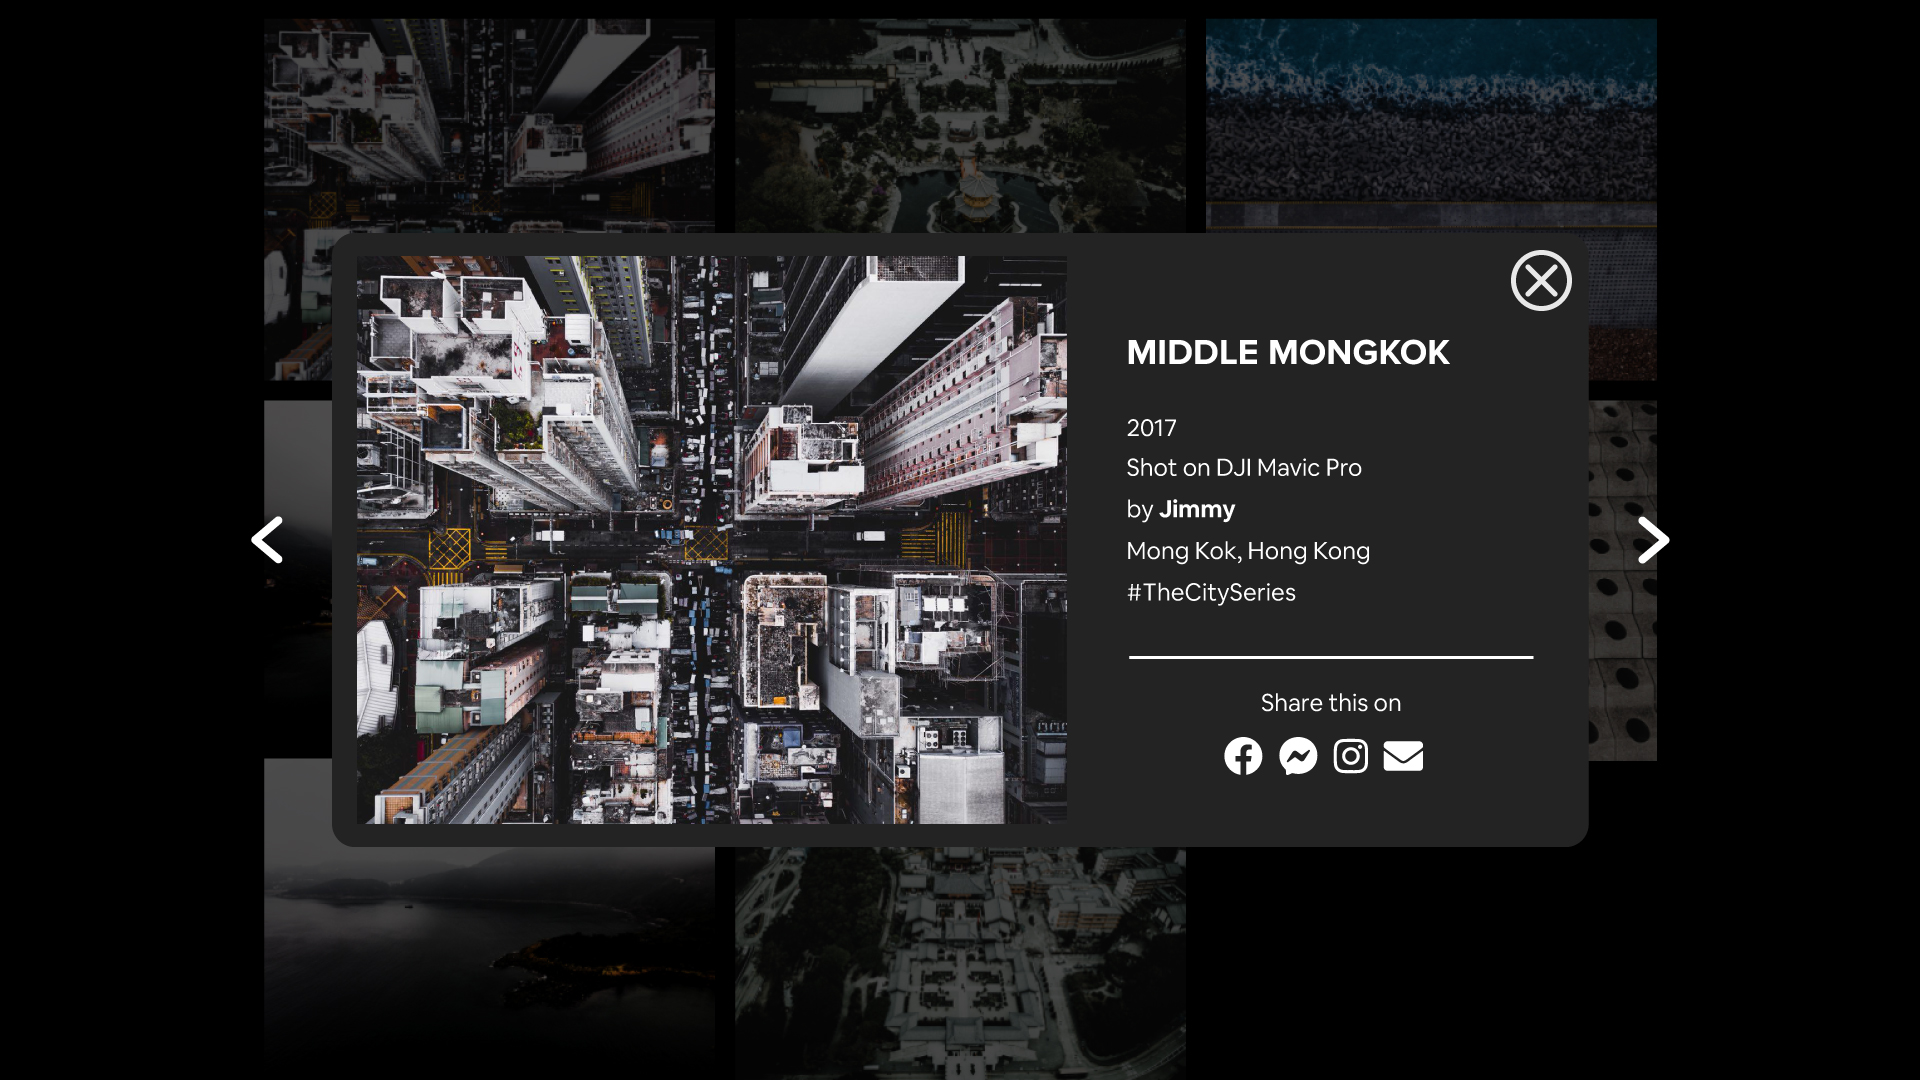 MIDDLE MONGKOK
2017
Shot on DJI Mavic Pro
by Jimmy
Mong Kok, Hong Kong
#TheCitySeries
Share this on